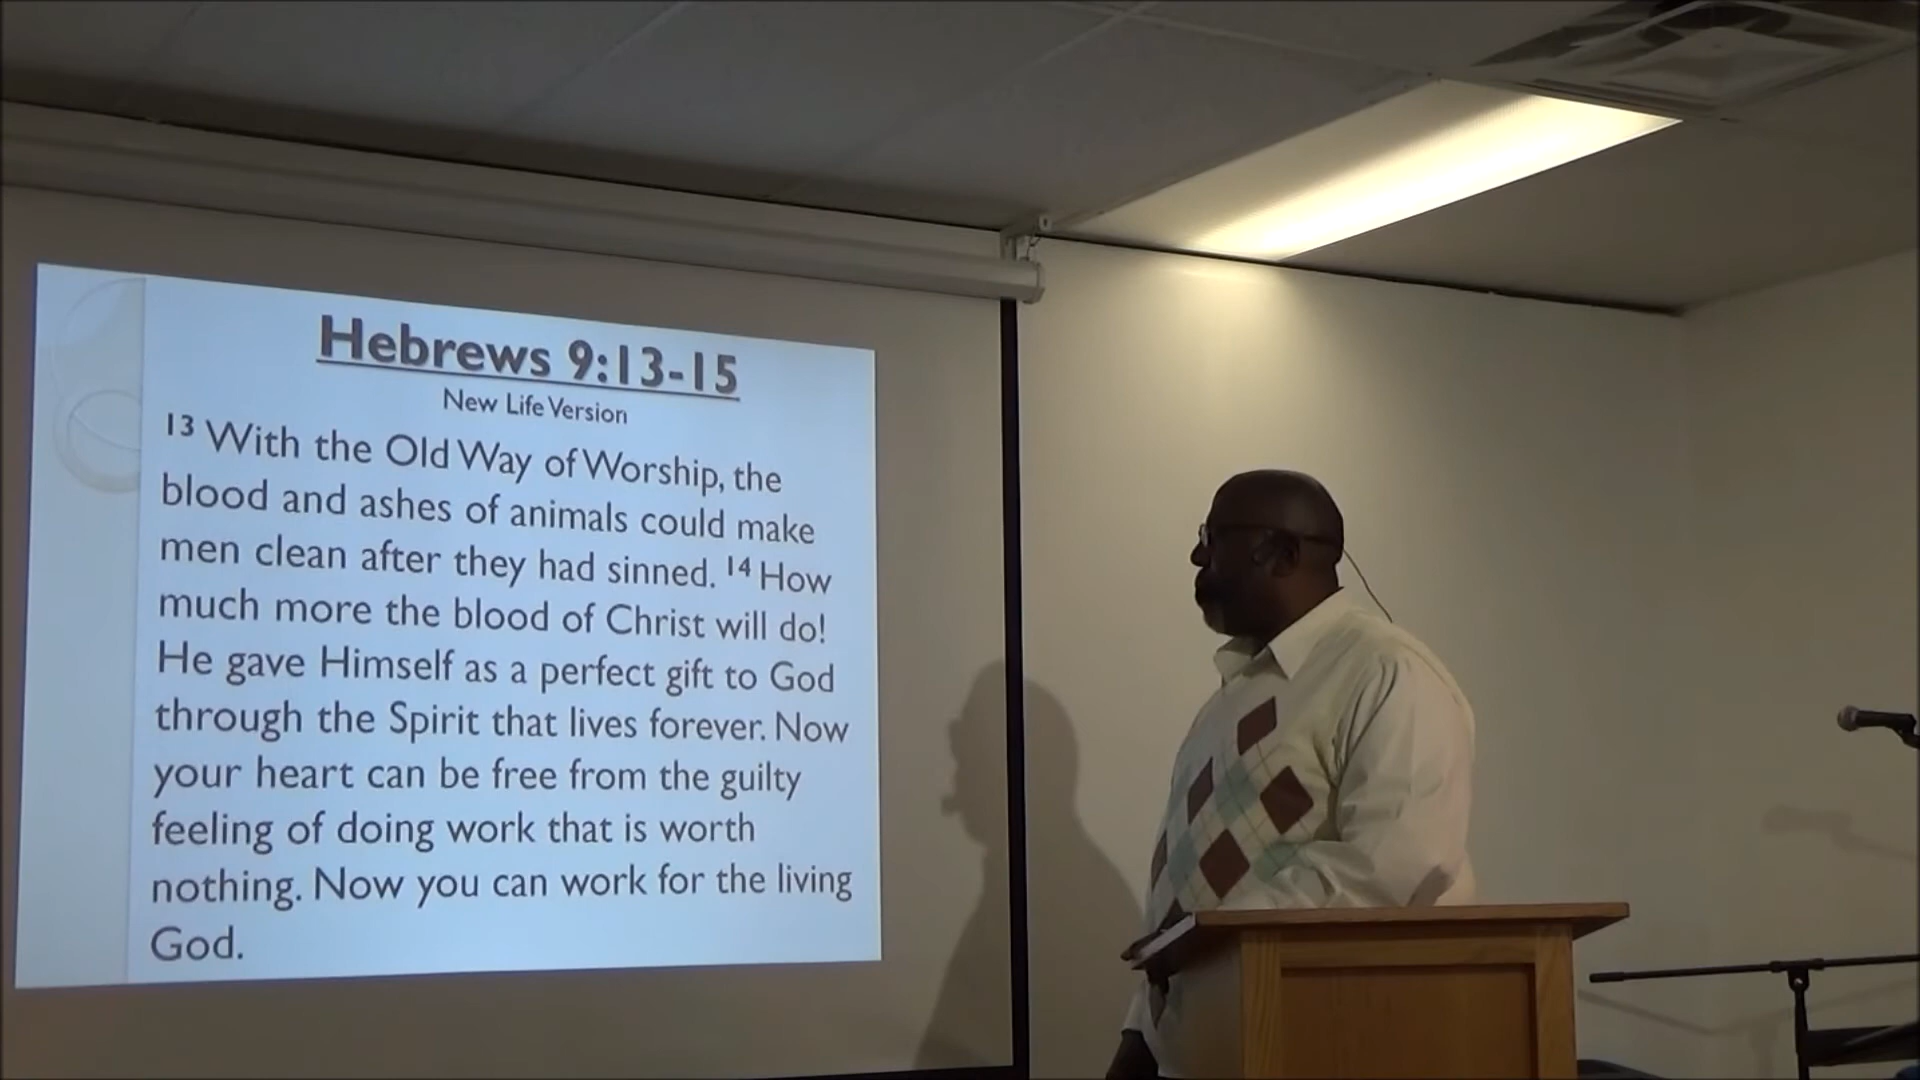 Hebrews 9:13-15
New Life Version
13 With the Old Way of Worship, the
blood and ashes of animals could make
men clean after they had sinned. 14 How
much more the blood of Christ will do!
He gave Himself as a perfect gift to God
through the Spirit that lives forever. Now
your heart can be free from the guilty
feeling of doing work that is worth
nothing. Now you can work for the living
God.